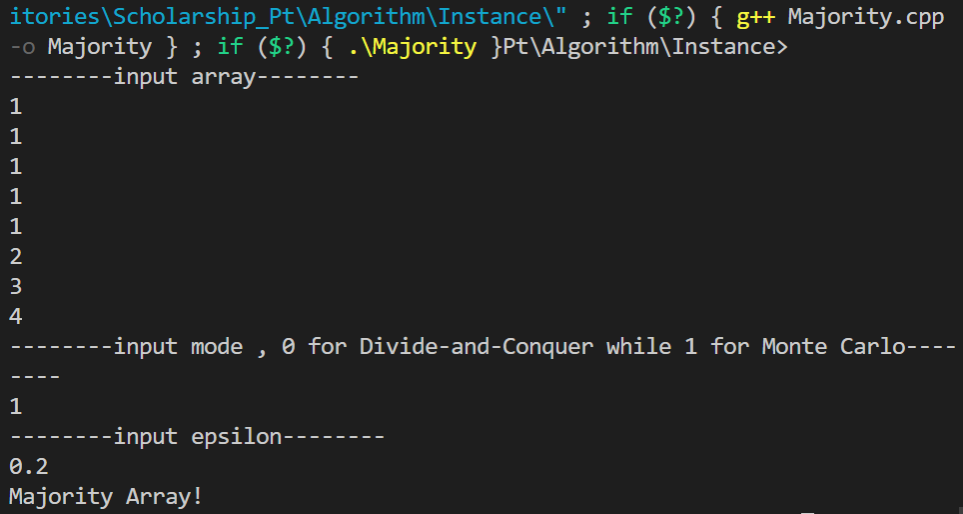 itories\Scholarship_Pt\Algorithm\Instance\" ; if ($?) { g++ Majority.cpp
-o Majority } ; if ($?) { .\Majority }Pt\Algorithm\Instance>
--------input array--------
1
1
1
1
1
2
3
4
--------input mode , 0 for Divide-and-Conquer while 1 for Monte Carlo----
----
1
--------input epsilon--------
0.2
Majority Array!